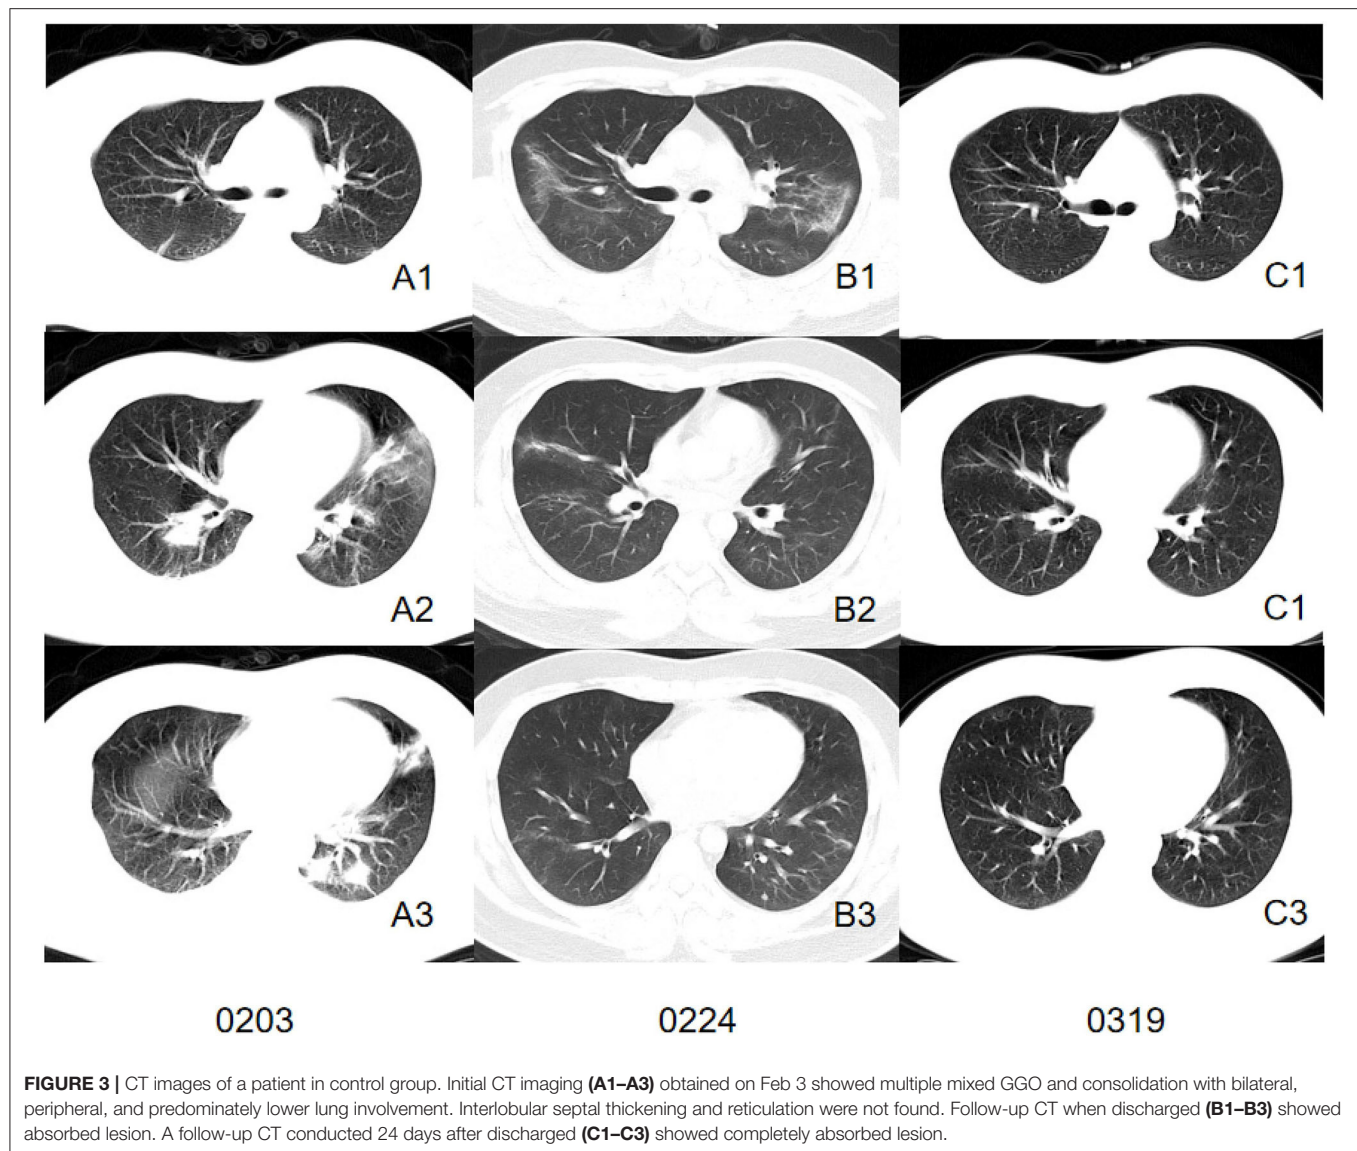 A1
B1
C1
A2
B2
C1
A3
B3
C3
0203
0224
0319
FIGURE 3 | CT images of a patient in control group. Initial CT imaging (A1–A3) obtained on Feb 3 showed multiple mixed GGO and consolidation with bilateral,
peripheral, and predominately lower lung involvement. Interlobular septal thickening and reticulation were not found. Follow-up CT when discharged (B1–B3) showed
absorbed lesion. A follow-up CT conducted 24 days after discharged (C1–C3) showed completely absorbed lesion.